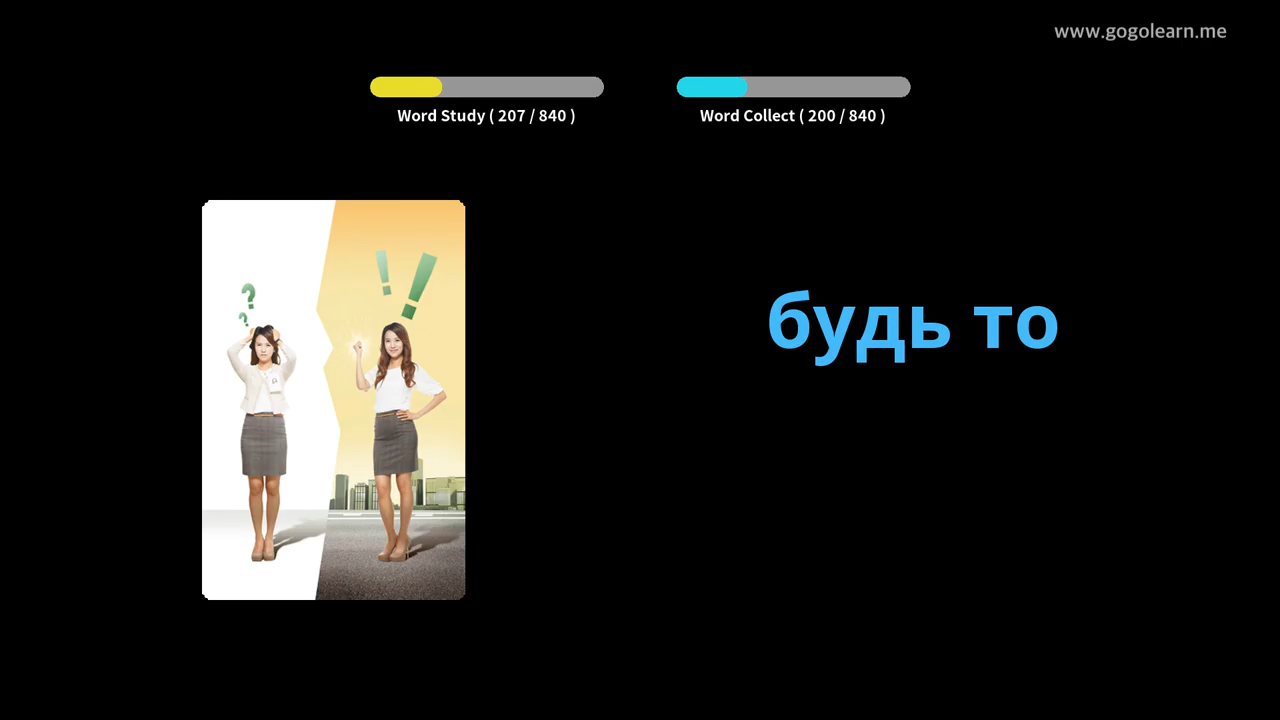 www.gogolearn.me
Word Study ( 207 / 840 )
Word Collect ( 200 / 840 )
? ?
! !
будь то